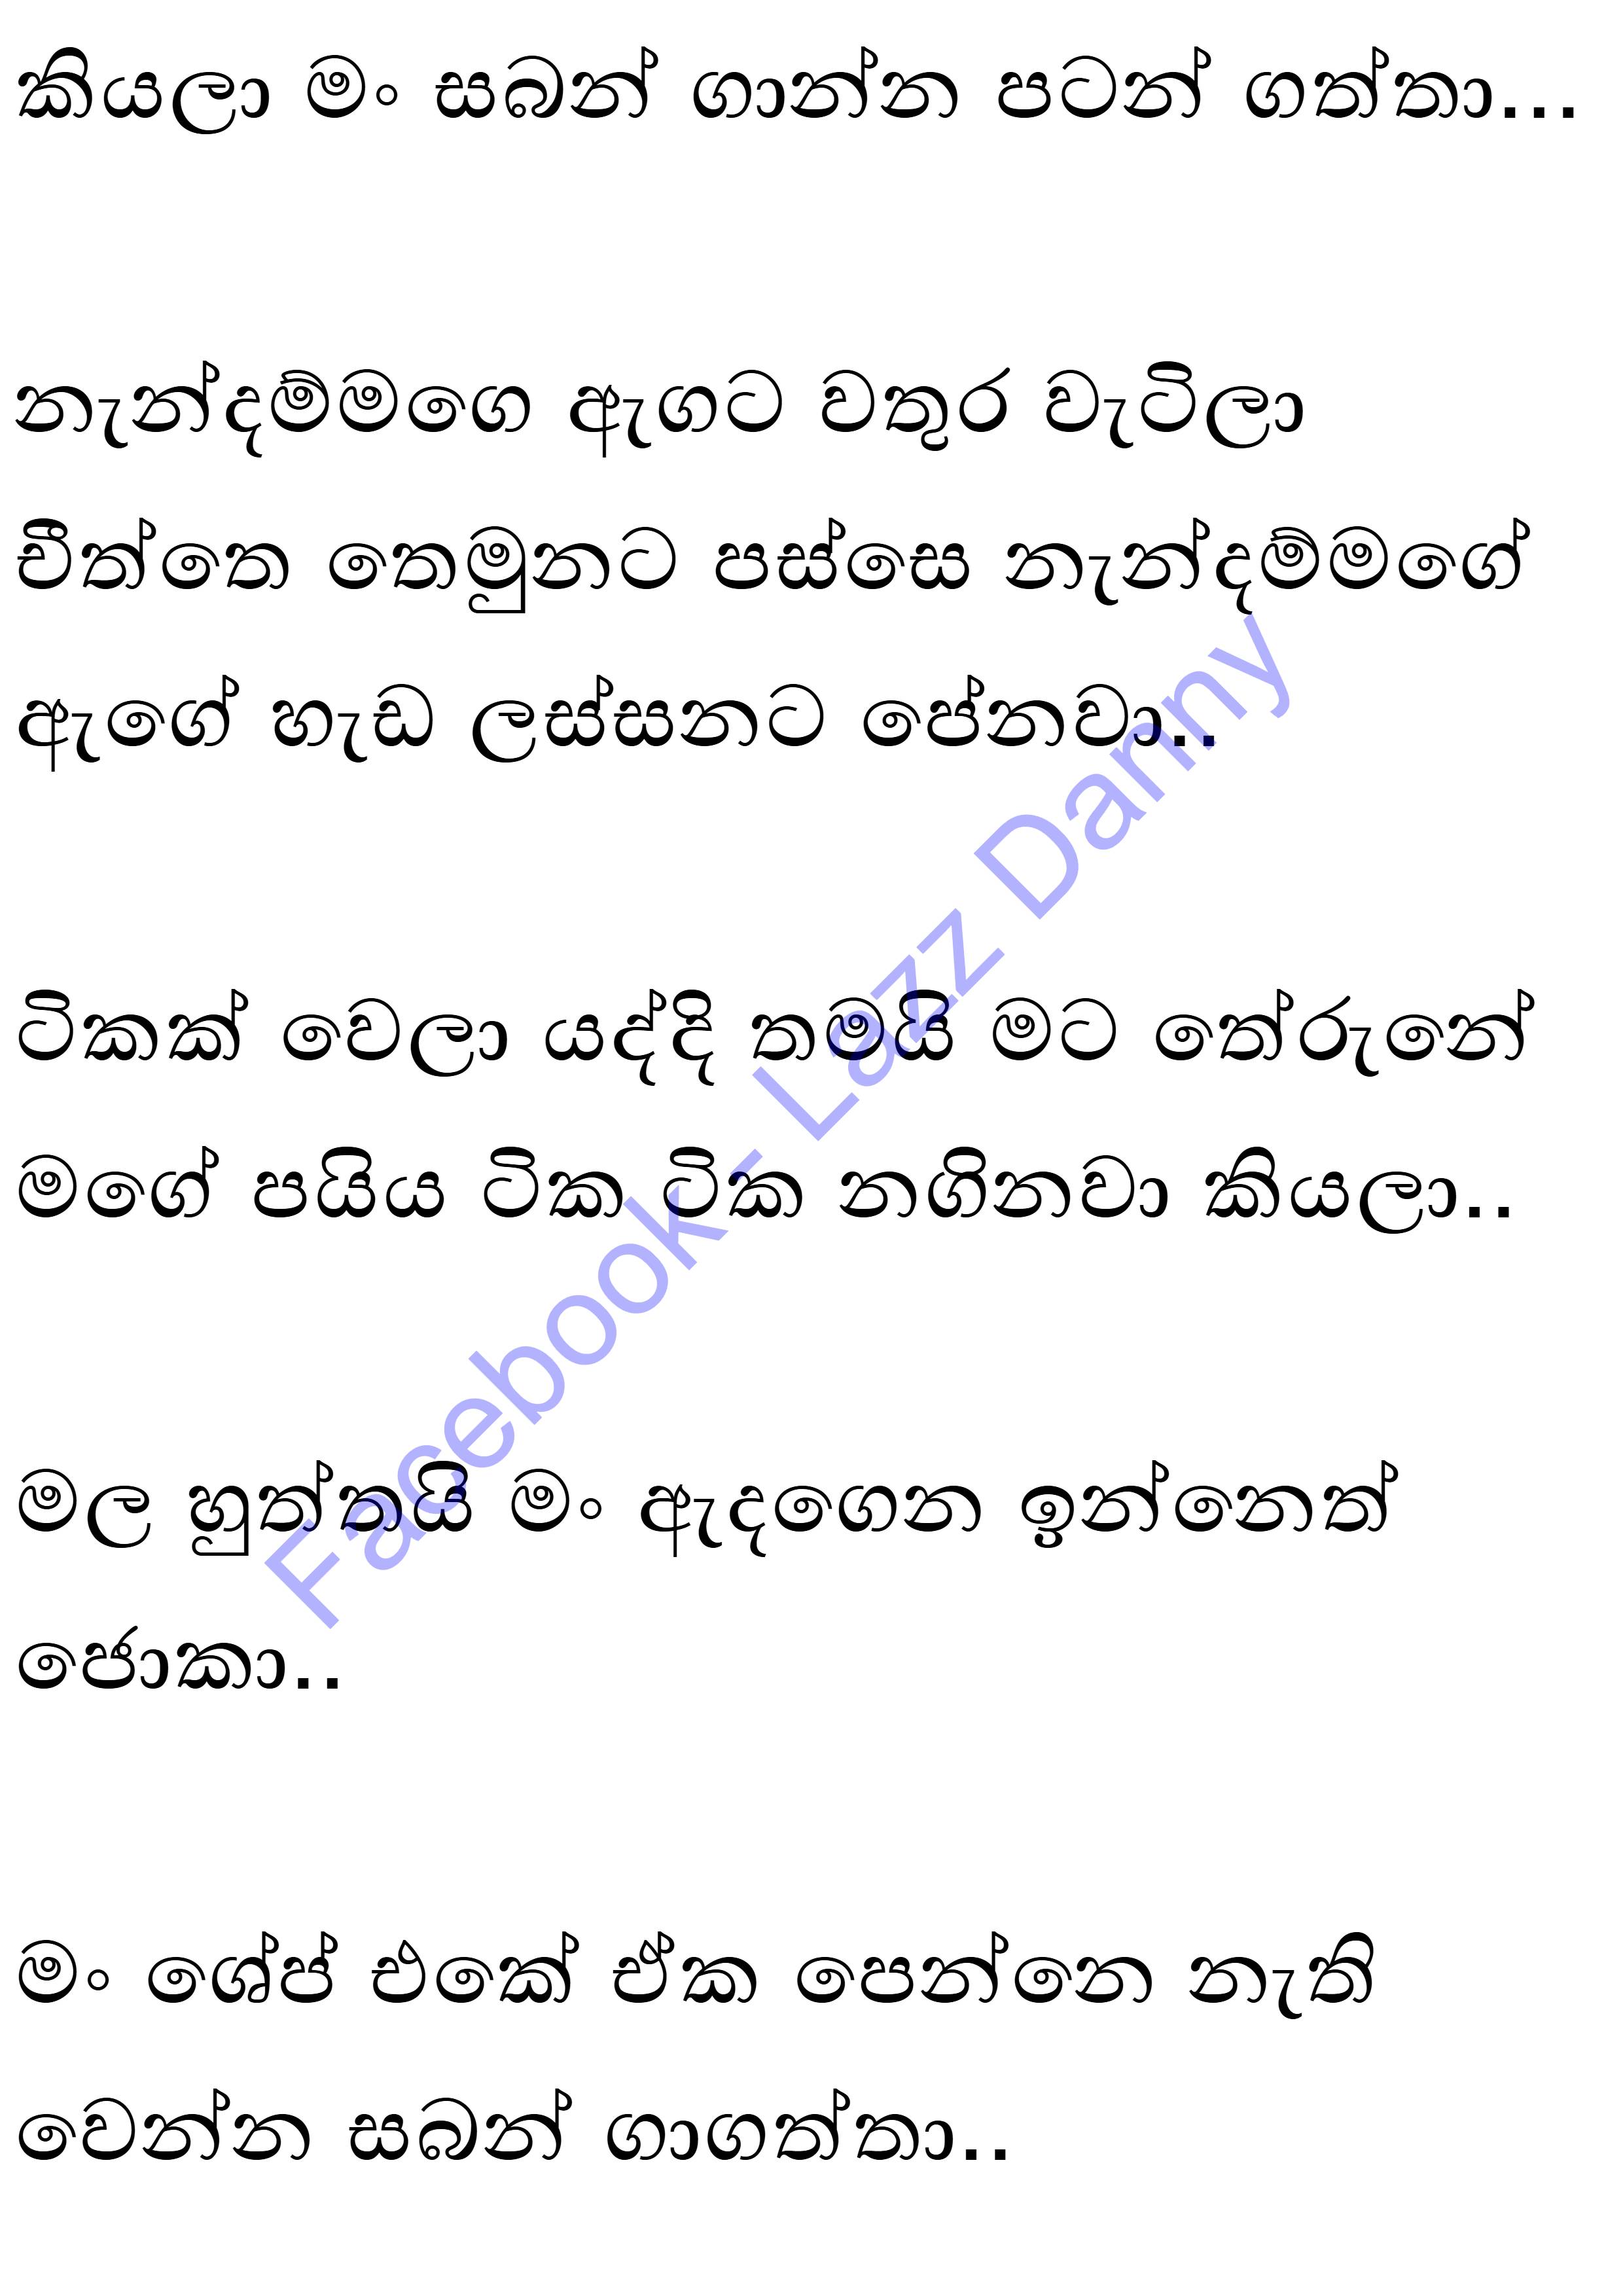 කියලා මං සබන් ගාන්න පටන් ගත්තා...
නැන්දම්මගෙ ඇගට වතුර වැටිලා
චීත්තෙ තෙමුනට පස්සෙ නැන්දම්මගේ
ඇගේ හැඩ ලස්සනට පේනවා..
ටිකක් වෙලා යද්දි තමයි මට තේරුනේ
මගේ පයිය ටික ටික නගිනවා කියලා..
මල හුත්තයි මං ඇදගෙන ඉන්නෙත්
ජොකා..
මං ශේප් එකේ ඒක පෙන්නෙ නැති
වෙන්න සබන් ගාගත්තා..
Facebook - Lazz Danny